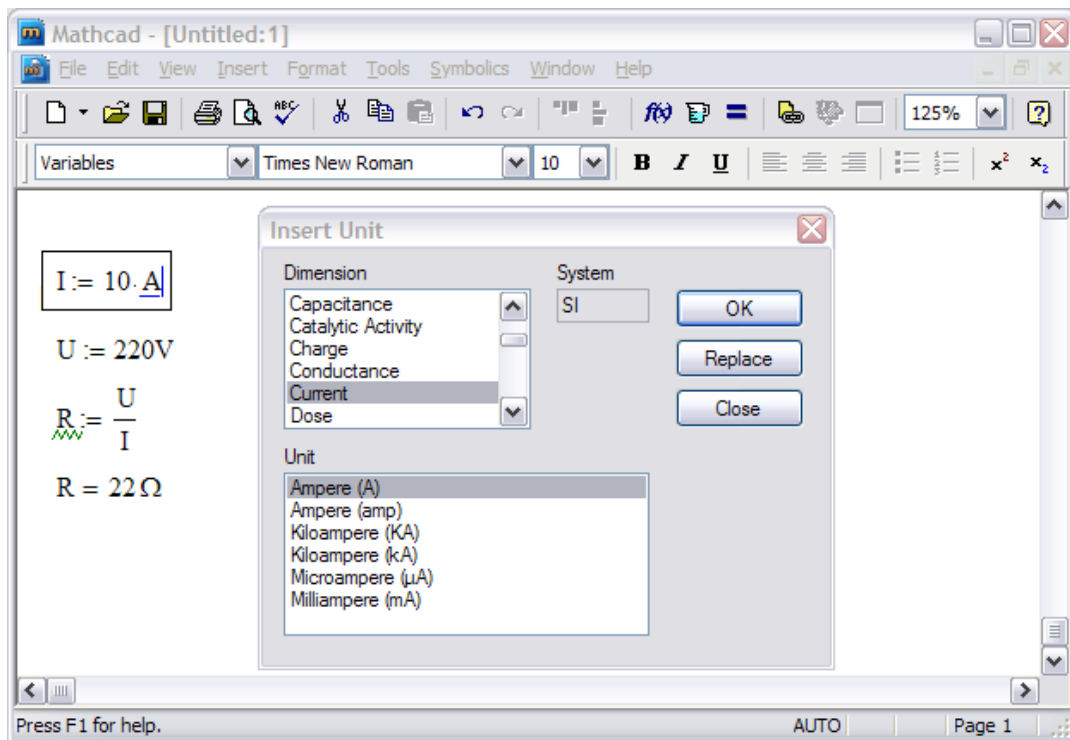 Mathcad - [Untitled:1]
File Edit View Insert Format Tools Symbolics Window Help
125%
Variables Times New Roman 10 B I U x² x₂
Insert Unit
Dimension System
Capacitance SI OK
Catalytic Activity
Charge
Conductance Replace
Current
Dose Close
Unit
Ampere (A)
Ampere (amp)
Kiloampere (KA)
Kiloampere (kA)
Microampere (μA)
Milliampere (mA)
I := 10·A
U := 220V
R := U
I
R = 22Ω
Press F1 for help. AUTO Page 1